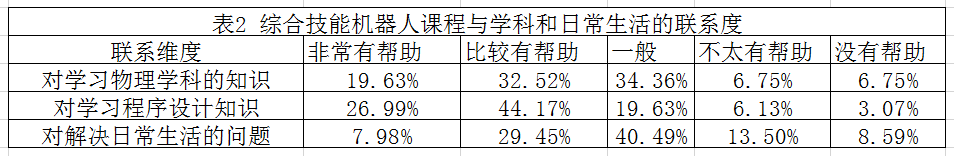 表2 综合技能机器人课程与学科和日常生活的联系度
联系维度 非常有帮助 比较有帮助 一般 不太有帮助 没有帮助
对学习物理学科的知识 19.63% 32.52% 34.36% 6.75% 6.75%
对学习程序设计知识 26.99% 44.17% 19.63% 6.13% 3.07%
对解决日常生活的问题 7.98% 29.45% 40.49% 13.50% 8.59%